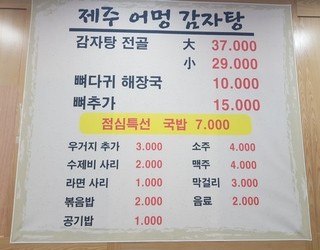 제주 어멍 감자탕
감자탕 전골 大 37.000
小 29.000
뼈다귀 해장국 10.000
뼈추가 15.000
점심특선 국밥 7.000
우거지 추가 3.000 소주 4.000
수제비 사리 2.000 맥주 4.000
라면 사리 1.000 막걸리 3.000
볶음밥 2.000 음료 2.000
공기밥 1.000